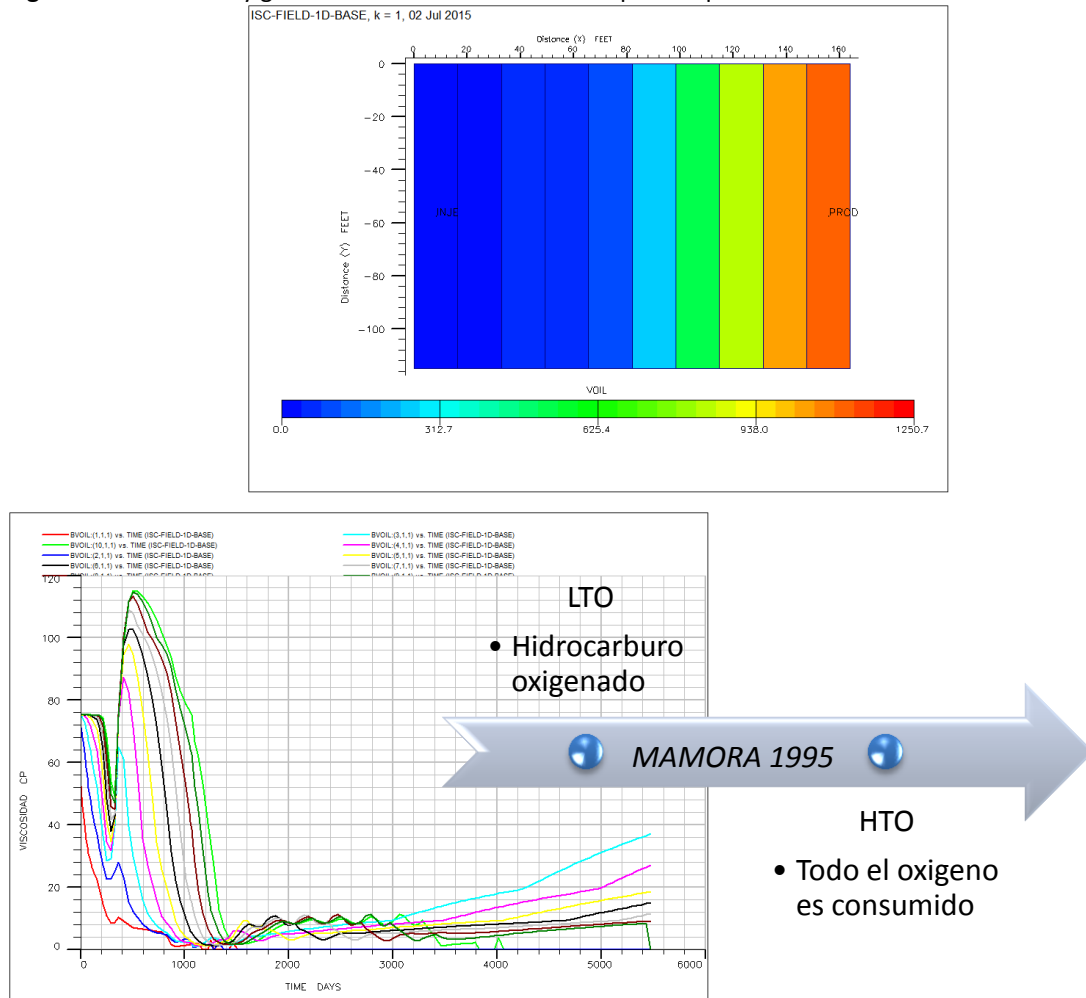 ISC-FIELD-1D-BASE, k = 1, 02 Jul 2015
Distance (X) FEET
0 20 40 60 80 100 120 140 160
0
-20
-40
-60
-80
-100
Distance (Y) FEET
INJE
PROD
VOIL
0.0 312.7 625.4 938.0 1250.7
BVOIL:(1,1,1) vs. TIME (ISC-FIELD-1D-BASE) BVOIL:(3,1,1) vs. TIME (ISC-FIELD-1D-BASE)
BVOIL:(10,1,1) vs. TIME (ISC-FIELD-1D-BASE) BVOIL:(4,1,1) vs. TIME (ISC-FIELD-1D-BASE)
BVOIL:(2,1,1) vs. TIME (ISC-FIELD-1D-BASE) BVOIL:(5,1,1) vs. TIME (ISC-FIELD-1D-BASE)
BVOIL:(6,1,1) vs. TIME (ISC-FIELD-1D-BASE) BVOIL:(7,1,1) vs. TIME (ISC-FIELD-1D-BASE)
120
100
80
60
40
20
0
VISCOSIDAD CP
0 1000 2000 3000 4000 5000 6000
TIME DAYS
LTO
• Hidrocarburo
oxigenado
MAMORA 1995
HTO
• Todo el oxigeno
es consumido